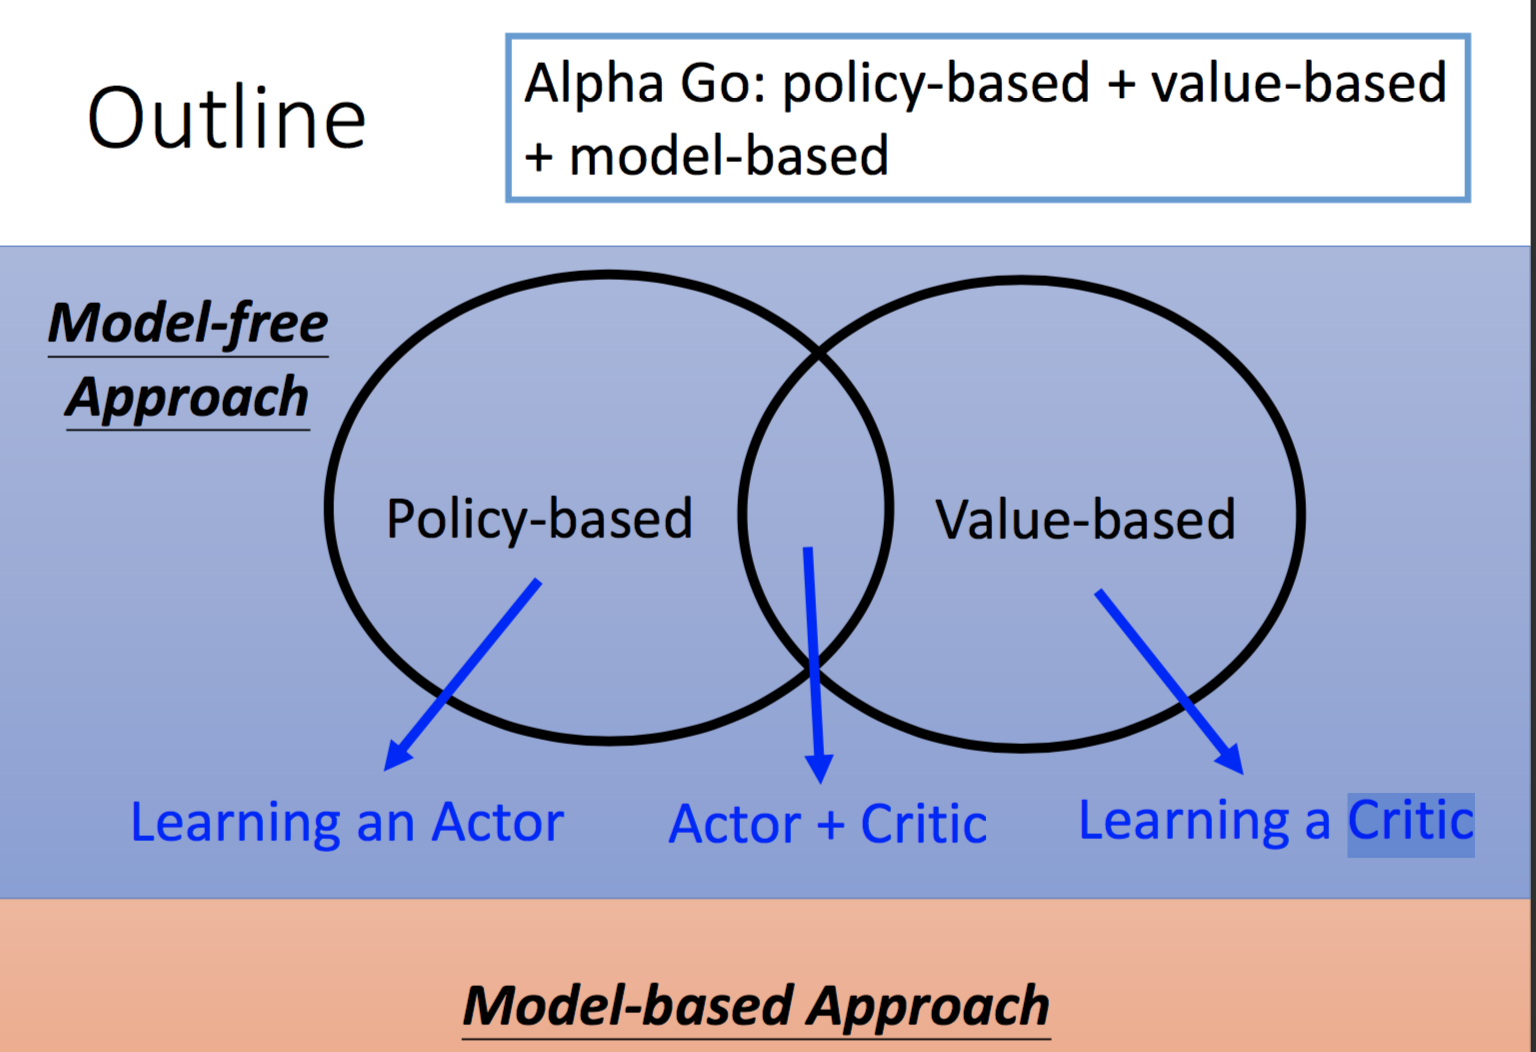 Outline
Alpha Go: policy-based + value-based
+ model-based
Model-free
Approach
Policy-based
Value-based
Learning an Actor
Actor + Critic
Learning a Critic
Model-based Approach